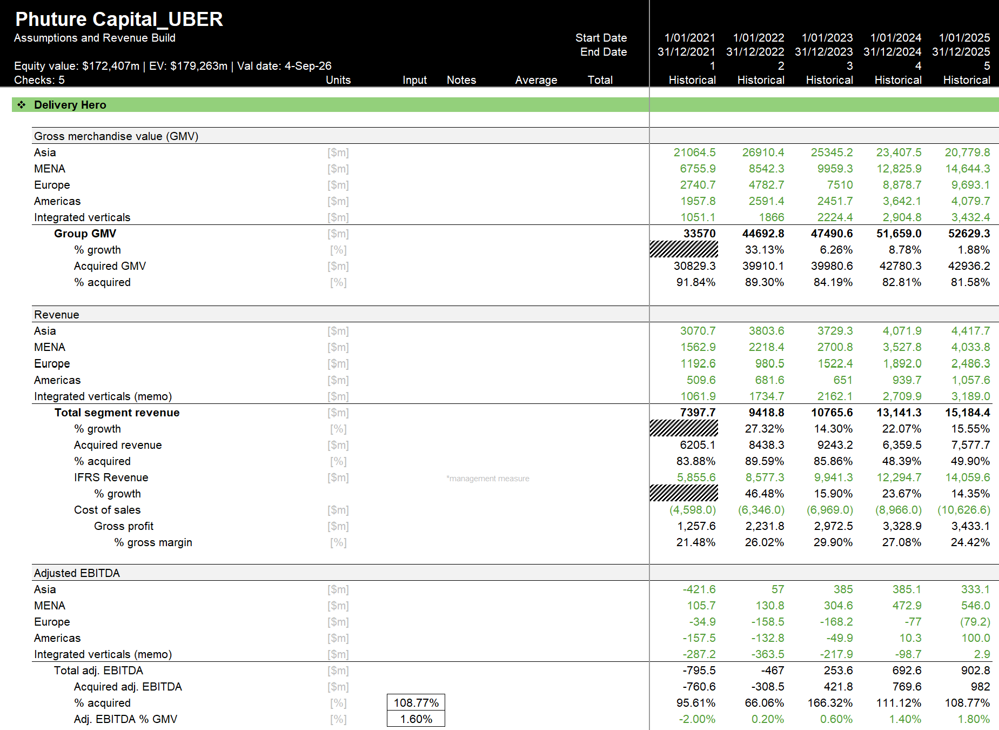 Phuture Capital_UBER
Assumptions and Revenue Build Start Date 1/01/2021 1/01/2022 1/01/2023 1/01/2024 1/01/2025
End Date 31/12/2021 31/12/2022 31/12/2023 31/12/2024 31/12/2025
Equity value: $172,407m | EV: $179,263m | Val date: 4-Sep-26 1 2 3 4 5
Checks: 5 Units Input Notes Average Total Historical Historical Historical Historical Historical
❖ Delivery Hero
Gross merchandise value (GMV)
Asia [$m] 21064.5 26910.4 25345.2 23,407.5 20,779.8
MENA [$m] 6755.9 8542.3 9959.3 12,825.9 14,644.3
Europe [$m] 2740.7 4782.7 7510 8,878.7 9,693.1
Americas [$m] 1957.8 2591.4 2451.7 3,642.1 4,079.7
Integrated verticals [$m] 1051.1 1866 2224.4 2,904.8 3,432.4
Group GMV [$m] 33570 44692.8 47490.6 51,659.0 52629.3
% growth [%] 33.13% 6.26% 8.78% 1.88%
Acquired GMV [$m] 30829.3 39910.1 39980.6 42780.3 42936.2
% acquired [%] 91.84% 89.30% 84.19% 82.81% 81.58%
Revenue
Asia [$m] 3070.7 3803.6 3729.3 4,071.9 4,417.7
MENA [$m] 1562.9 2218.4 2700.8 3,527.8 4,033.8
Europe [$m] 1192.6 980.5 1522.4 1,892.0 2,486.3
Americas [$m] 509.6 681.6 651 939.7 1,057.6
Integrated verticals (memo) [$m] 1061.9 1734.7 2162.1 2,709.9 3,189.0
Total segment revenue [$m] 7397.7 9418.8 10765.6 13,141.3 15,184.4
% growth [%] 27.32% 14.30% 22.07% 15.55%
Acquired revenue [$m] 6205.1 8438.3 9243.2 6,359.5 7,577.7
% acquired [%] 83.88% 89.59% 85.86% 48.39% 49.90%
IFRS Revenue [$m] *management measure 5,855.6 8,577.3 9,941.3 12,294.7 14,059.6
% growth 46.48% 15.90% 23.67% 14.35%
Cost of sales [$m] (4,598.0) (6,346.0) (6,969.0) (8,966.0) (10,626.6)
Gross profit [$m] 1,257.6 2,231.8 2,972.5 3,328.9 3,433.1
% gross margin [%] 21.48% 26.02% 29.90% 27.08% 24.42%
Adjusted EBITDA
Asia [$m] -421.6 57 385 385.1 333.1
MENA [$m] 105.7 130.8 304.6 472.9 546.0
Europe [$m] -34.9 -158.5 -168.2 -77 (79.2)
Americas [$m] -157.5 -132.8 -49.9 10.3 100.0
Integrated verticals (memo) [$m] -287.2 -363.5 -217.9 -98.7 2.9
Total adj. EBITDA [$m] -795.5 -467 253.6 692.6 902.8
Acquired adj. EBITDA [$m] -760.6 -308.5 421.8 769.6 982
% acquired [%] 108.77% 95.61% 66.06% 166.32% 111.12% 108.77%
Adj. EBITDA % GMV [%] 1.60% -2.00% 0.20% 0.60% 1.40% 1.80%